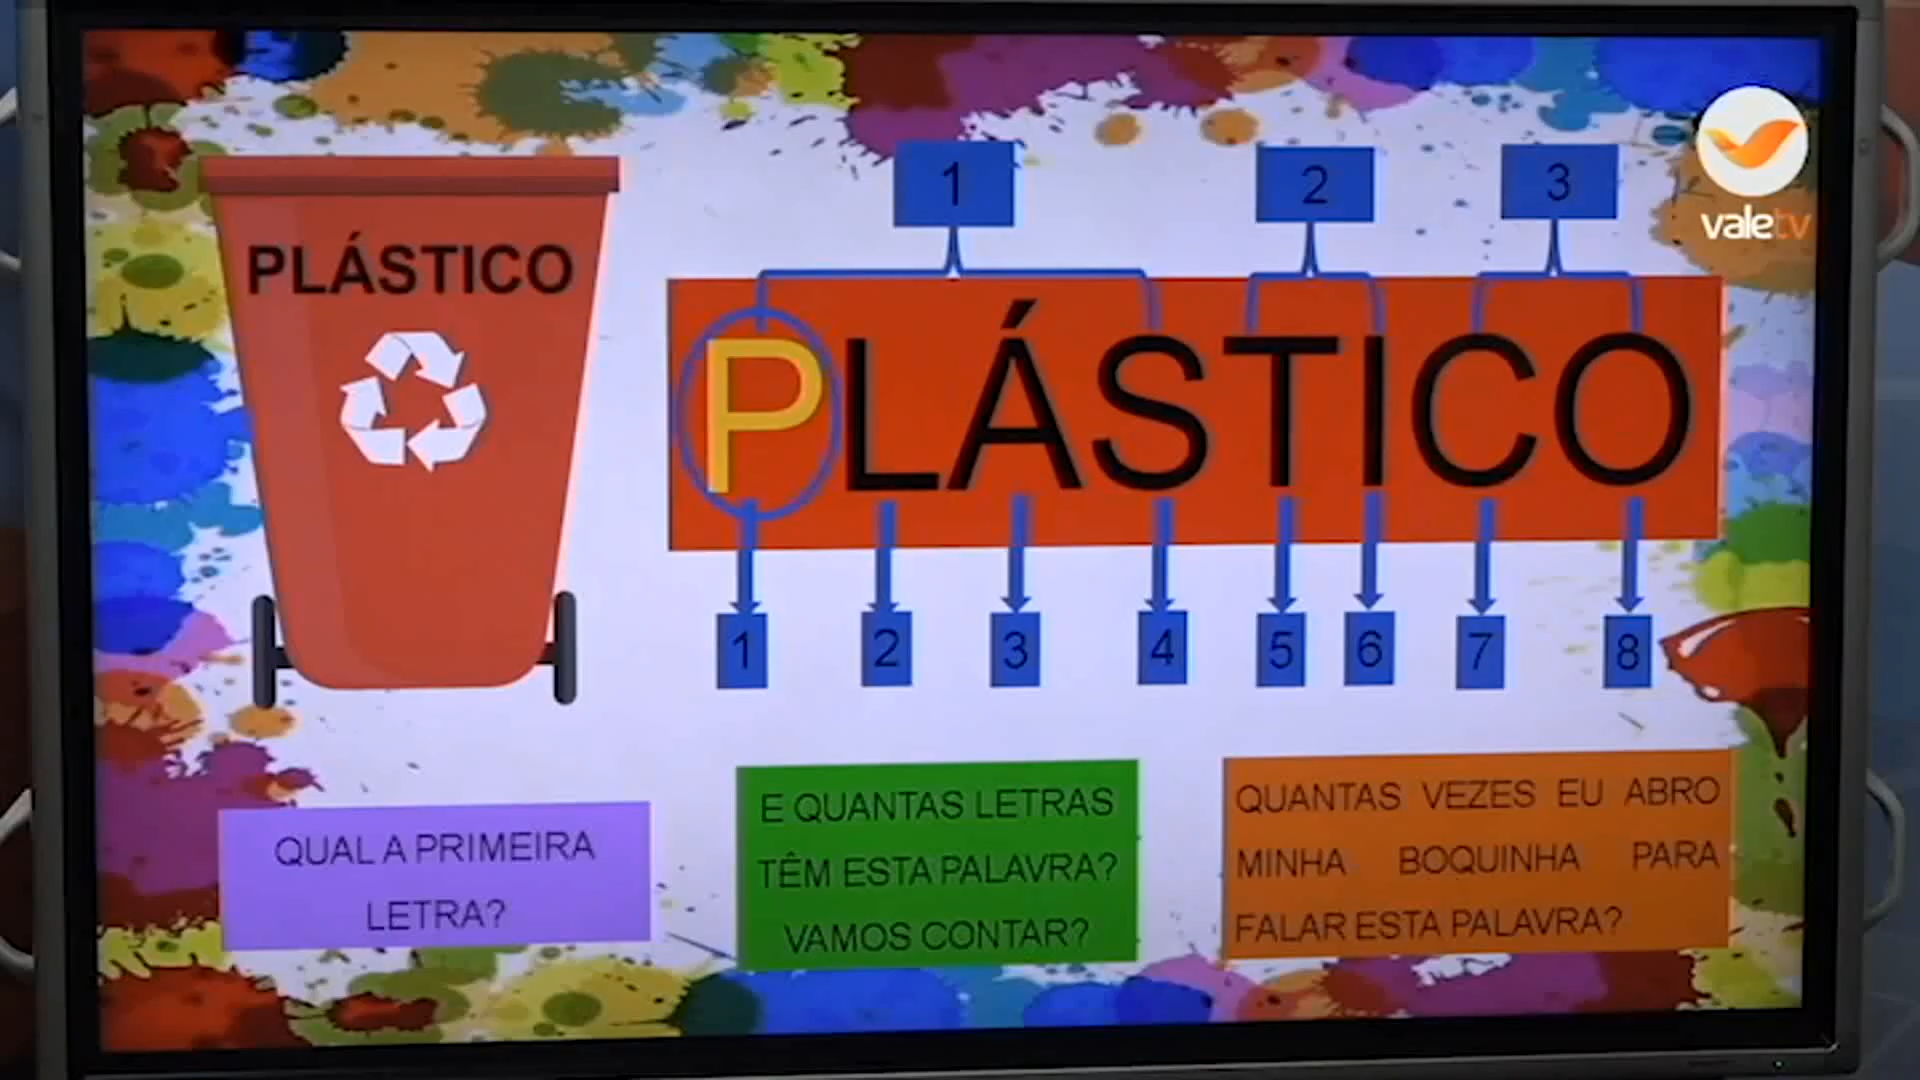 valetv
PLÁSTICO
1 2 3
PLÁSTICO
1 2 3 4 5 6 7 8
QUAL A PRIMEIRA
LETRA?
E QUANTAS LETRAS
TÊM ESTA PALAVRA?
VAMOS CONTAR?
QUANTAS VEZES EU ABRO
MINHA BOQUINHA PARA
FALAR ESTA PALAVRA?